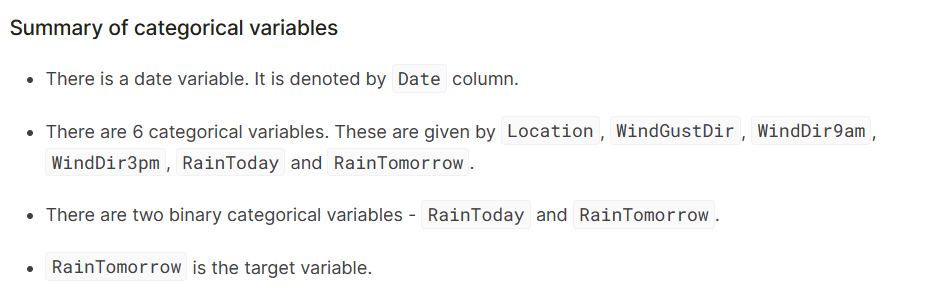 Summary of categorical variables
• There is a date variable. It is denoted by Date column.
• There are 6 categorical variables. These are given by Location , WindGustDir , WindDir9am ,
WindDir3pm , RainToday and RainTomorrow .
• There are two binary categorical variables - RainToday and RainTomorrow .
• RainTomorrow is the target variable.